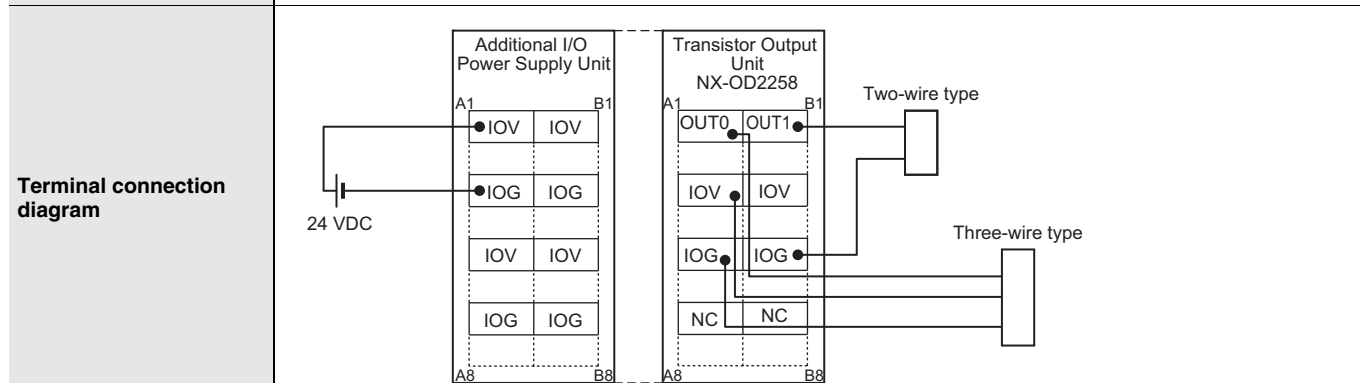 Terminal connection
diagram
Additional I/O
Power Supply Unit
A1
B1
IOV IOV
IOG IOG
IOV IOV
IOG IOG
A8
B8
24 VDC
Transistor Output
Unit
NX-OD2258
A1
B1
OUT0 OUT1
IOV IOV
IOG IOG
NC NC
A8
B8
Two-wire type
Three-wire type